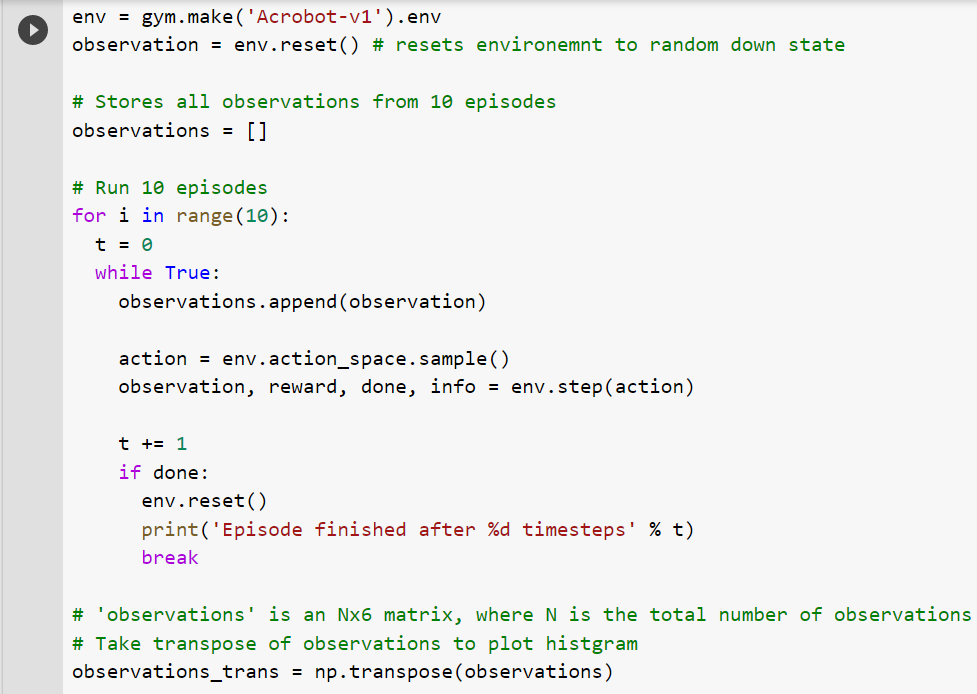 env = gym.make('Acrobot-v1').env
observation = env.reset() # resets environemnt to random down state
# Stores all observations from 10 episodes
observations = []
# Run 10 episodes
for i in range(10):
t = 0
while True:
observations.append(observation)
action = env.action_space.sample()
observation, reward, done, info = env.step(action)
t += 1
if done:
env.reset()
print('Episode finished after %d timesteps' % t)
break
# 'observations' is an Nx6 matrix, where N is the total number of observations
# Take transpose of observations to plot histgram
observations_trans = np.transpose(observations)